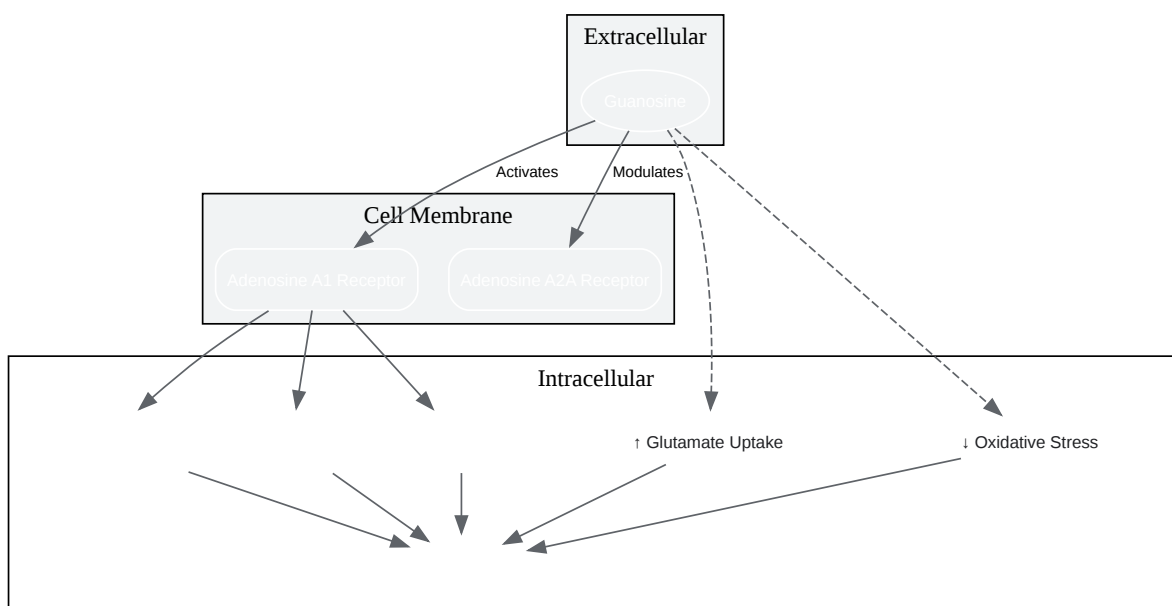 Extracellular
Guanosine
Activates
Modulates
Cell Membrane
Adenosine A1 Receptor
Adenosine A2A Receptor
Intracellular
↑ Glutamate Uptake
↓ Oxidative Stress